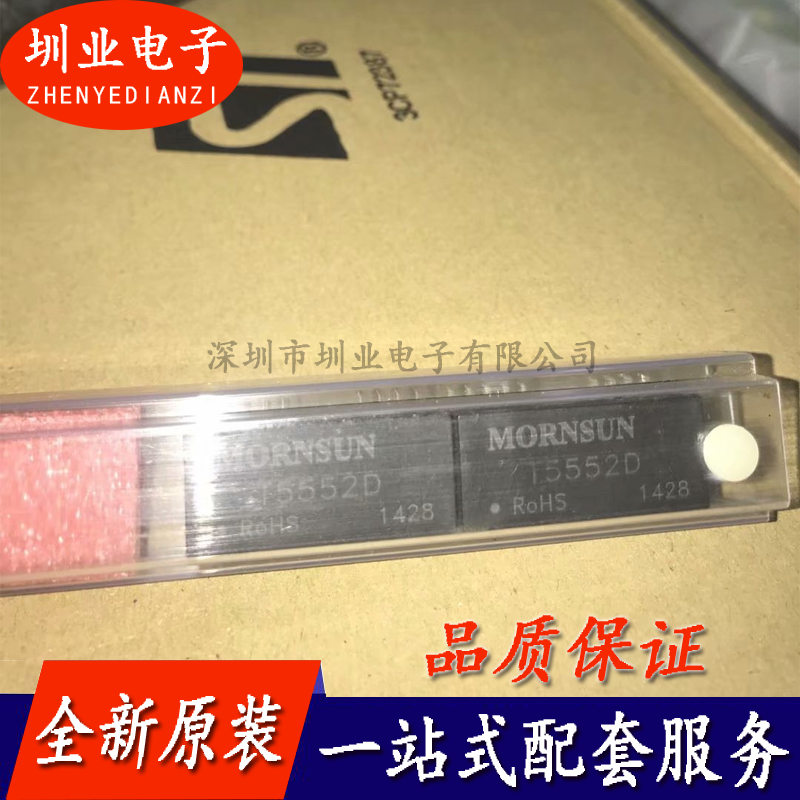 圳业电子
ZHENYEDIANZI
®
3CP172987
深圳市圳业电子有限公司
MORNSUN
T5552D
RoHS 1428
MORNSUN
T5552D
RoHS 1428
品质保证
全新原装
一站式配套服务